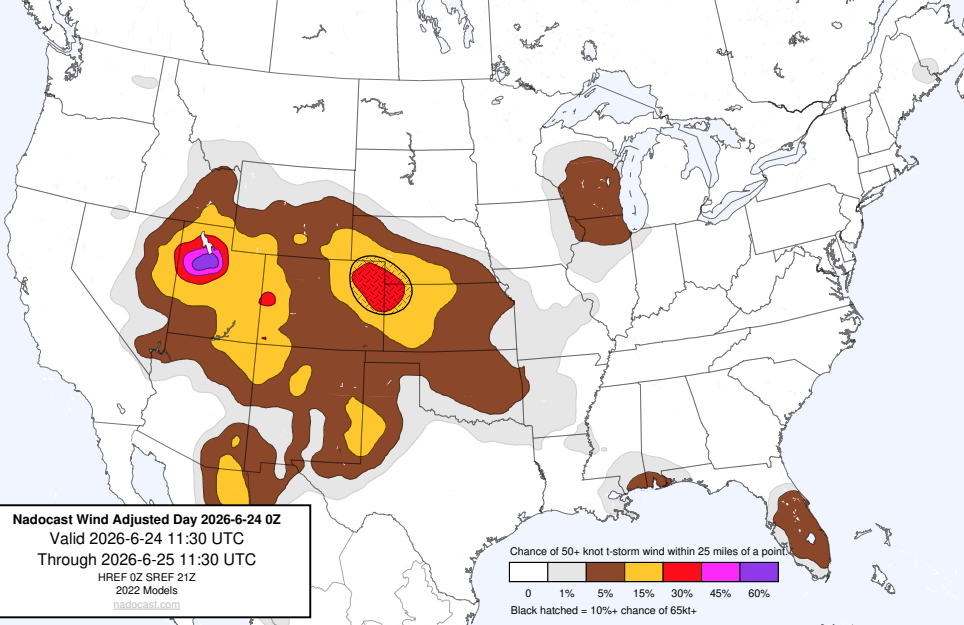 Nadocast Wind Adjusted Day 2026-6-24 0Z
Valid 2026-6-24 11:30 UTC
Through 2026-6-25 11:30 UTC
HREF 0Z SREF 21Z
2022 Models
nadocast.com
Chance of 50+ knot t-storm wind within 25 miles of a point.
0 1% 5% 15% 30% 45% 60%
Black hatched = 10%+ chance of 65kt+